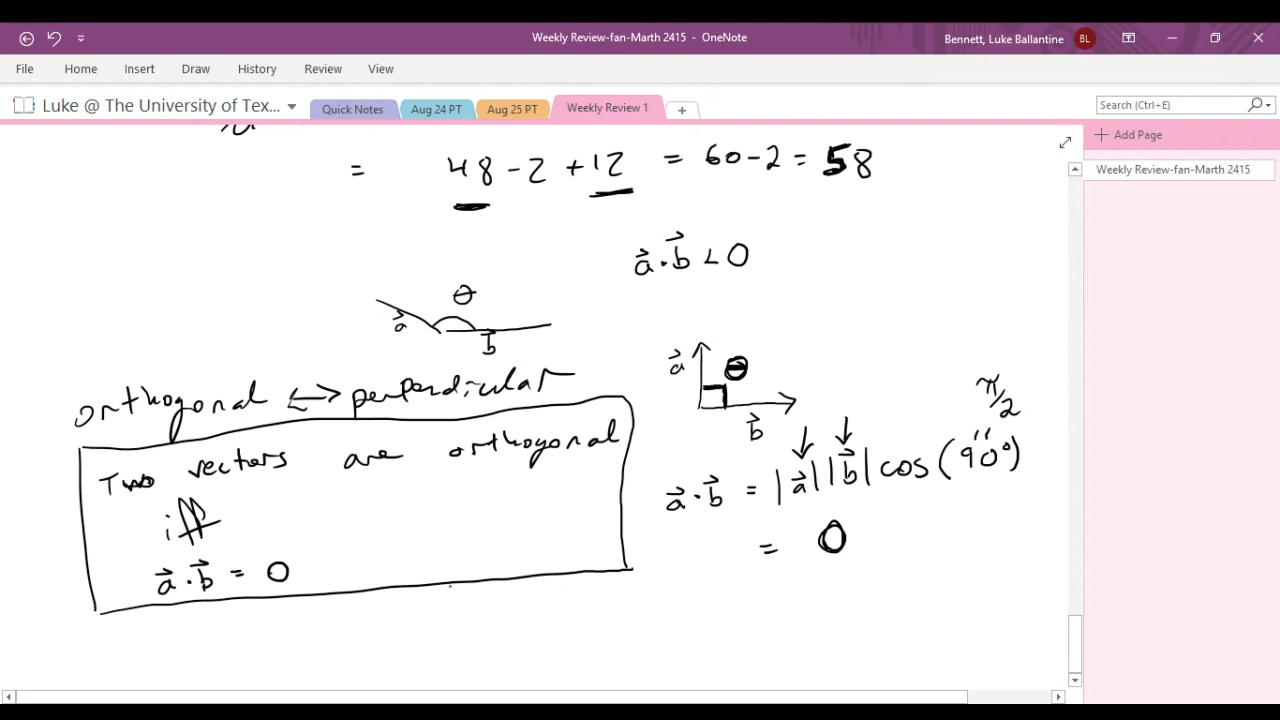 Weekly Review-fan-Marth 2415 - OneNote
Bennett, Luke Ballantine BL
File Home Insert Draw History Review View
Luke @ The University of Tex... Quick Notes Aug 24 PT Aug 25 PT Weekly Review 1 +
Search (Ctrl+E)
Add Page
Weekly Review-fan-Marth 2415
= 48 - 2 + 12 = 60 - 2 = 58
a⃗ · b⃗ < 0
θ
a⃗
b⃗
orthogonal ⟷ perpendicular
Two vectors are orthogonal
iff
a⃗ · b⃗ = 0
a⃗ θ
b⃗
π/2
a⃗ · b⃗ = |a⃗| |b⃗| cos (90°)
= 0